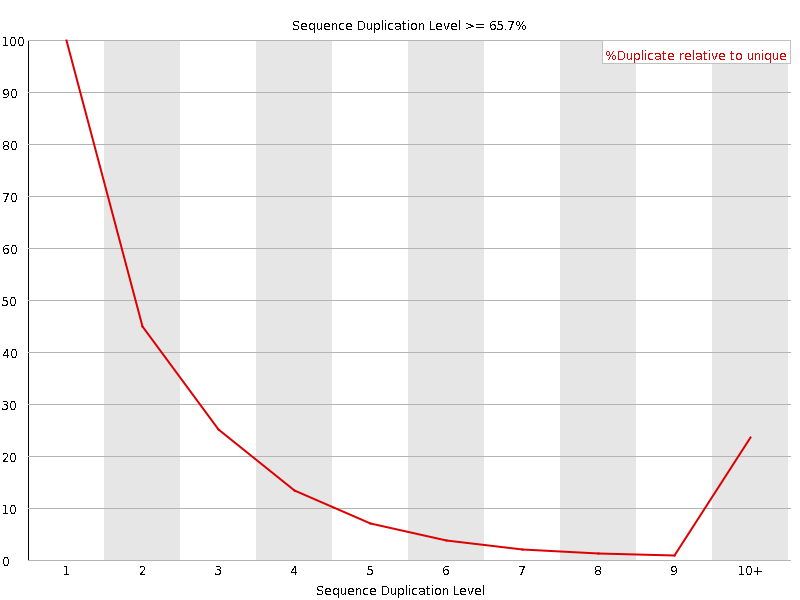 Sequence Duplication Level >= 65.7%
%Duplicate relative to unique
100
90
80
70
60
50
40
30
20
10
0
1 2 3 4 5 6 7 8 9 10+
Sequence Duplication Level